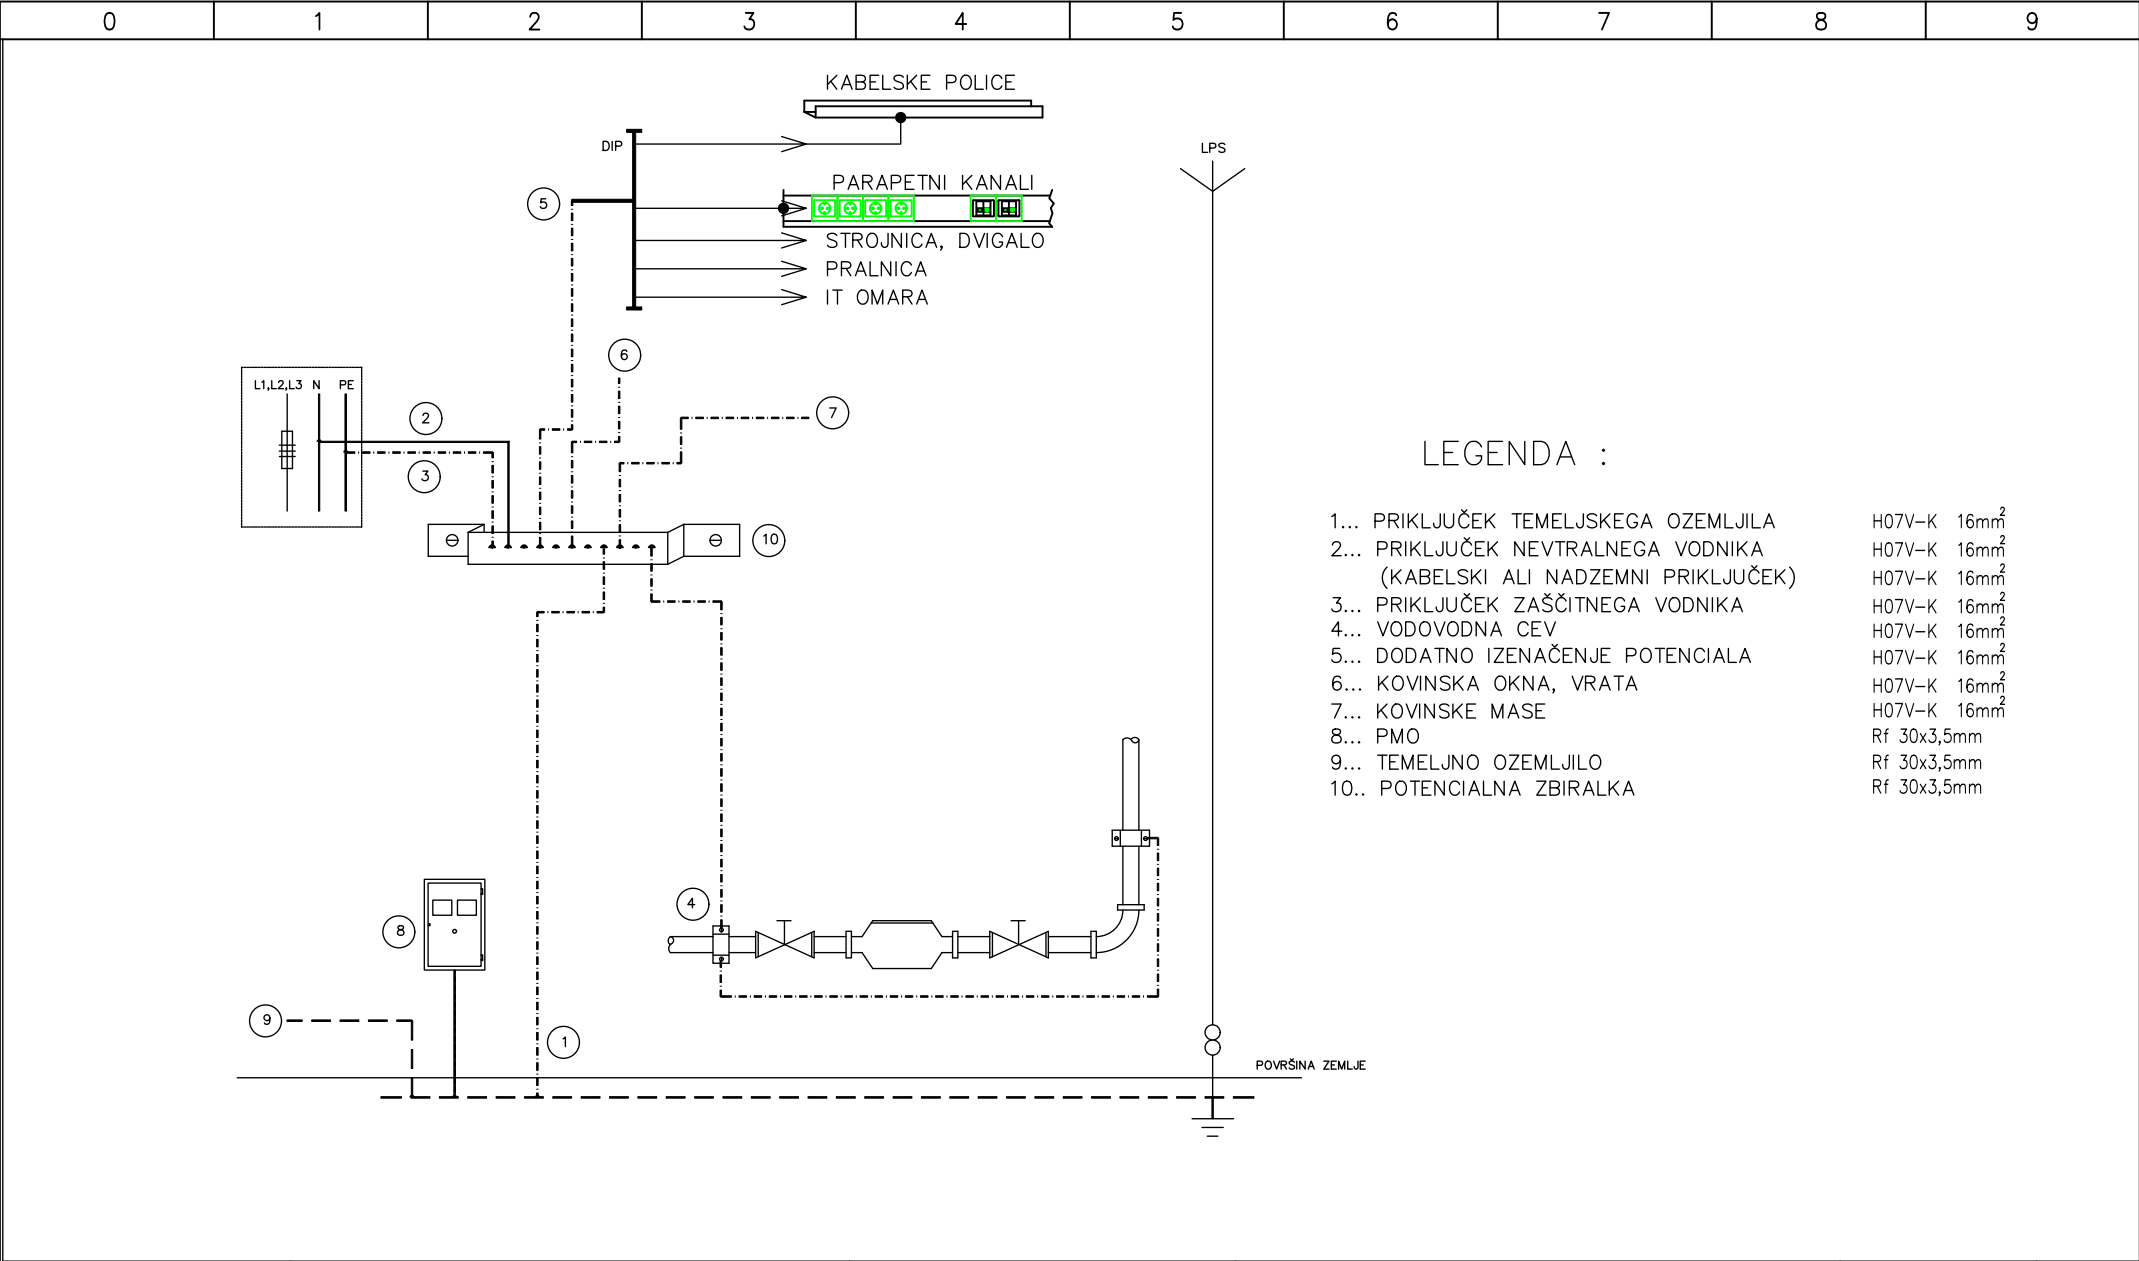 0 1 2 3 4 5 6 7 8 9
KABELSKE POLICE
DIP
LPS
PARAPETNI KANALI
5
STROJNICA, DVIGALO
PRALNICA
IT OMARA
6
L1,L2,L3 N PE
2
7
3
10
LEGENDA :
1... PRIKLJUČEK TEMELJSKEGA OZEMLJILA H07V-K 16mm²
2... PRIKLJUČEK NEVTRALNEGA VODNIKA H07V-K 16mm²
(KABELSKI ALI NADZEMNI PRIKLJUČEK) H07V-K 16mm²
3... PRIKLJUČEK ZAŠČITNEGA VODNIKA H07V-K 16mm²
4... VODOVODNA CEV H07V-K 16mm²
5... DODATNO IZENAČENJE POTENCIALA H07V-K 16mm²
6... KOVINSKA OKNA, VRATA H07V-K 16mm²
7... KOVINSKE MASE H07V-K 16mm²
8... PMO Rf 30x3,5mm
9... TEMELJNO OZEMLJILO Rf 30x3,5mm
10.. POTENCIALNA ZBIRALKA Rf 30x3,5mm
4
8
9
1
POVRŠINA ZEMLJE